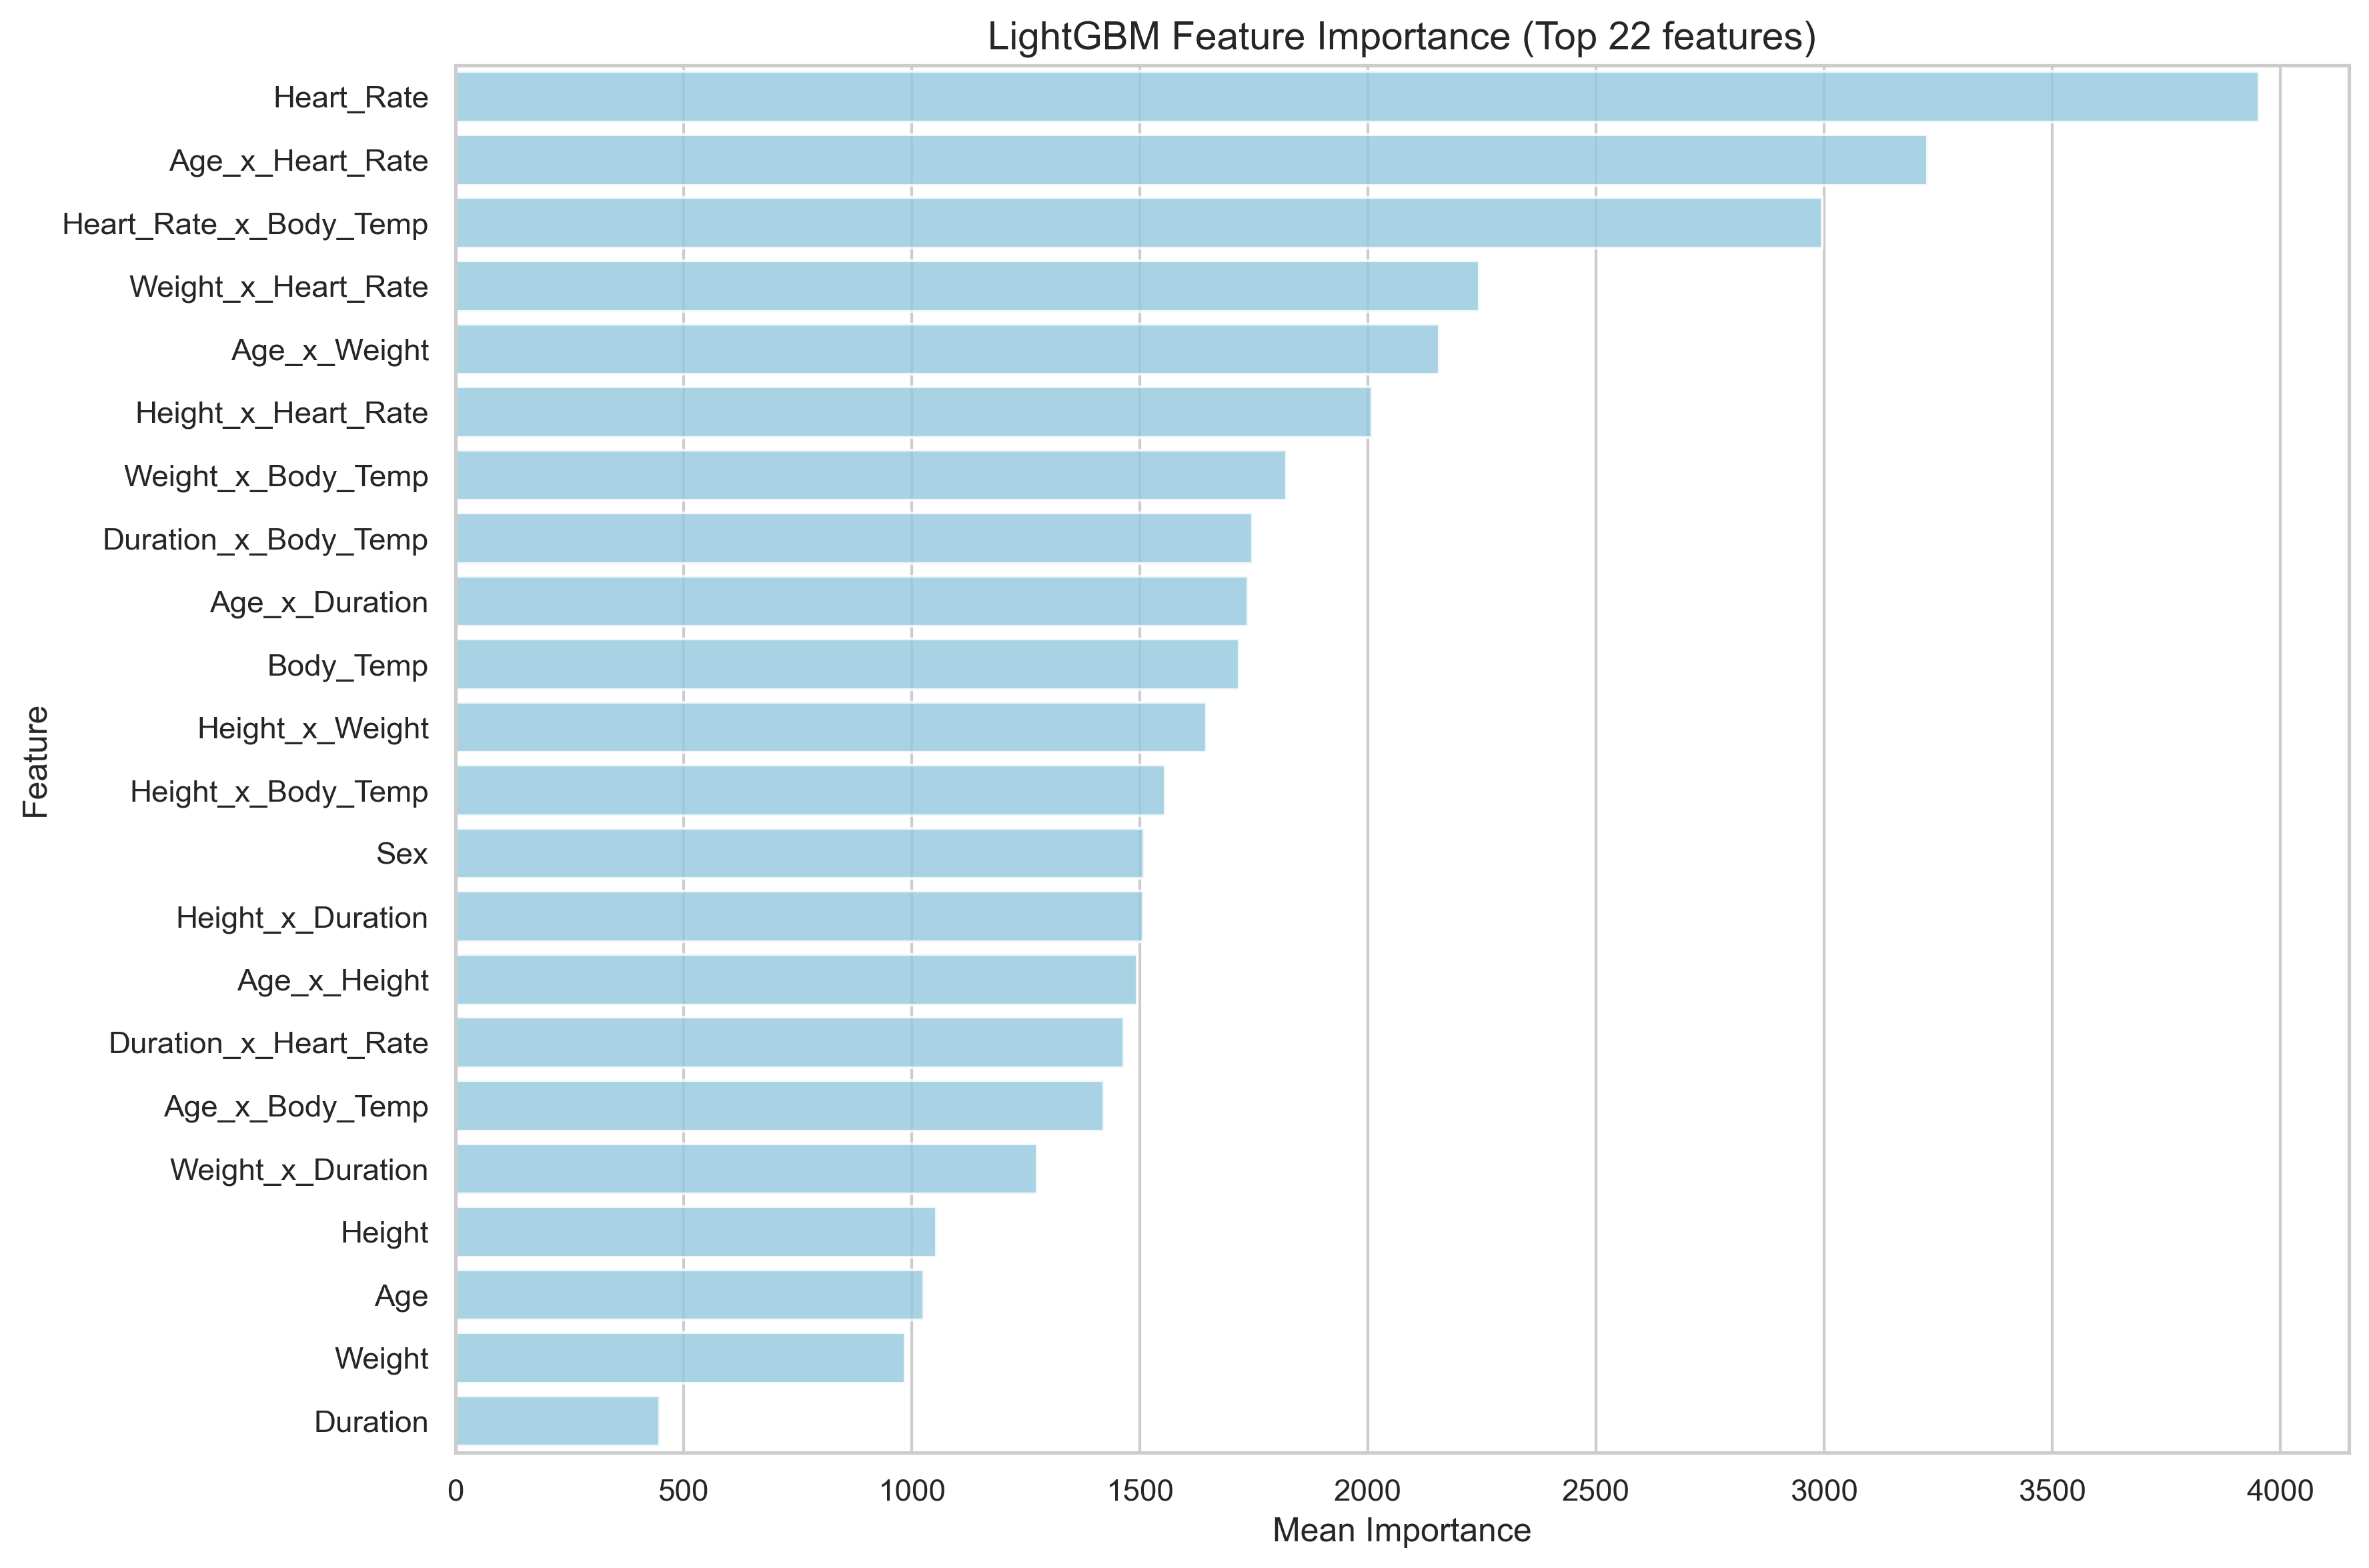 LightGBM Feature Importance (Top 22 features)
Heart_Rate
Age_x_Heart_Rate
Heart_Rate_x_Body_Temp
Weight_x_Heart_Rate
Age_x_Weight
Height_x_Heart_Rate
Weight_x_Body_Temp
Duration_x_Body_Temp
Age_x_Duration
Body_Temp
Height_x_Weight
Height_x_Body_Temp
Sex
Height_x_Duration
Age_x_Height
Duration_x_Heart_Rate
Age_x_Body_Temp
Weight_x_Duration
Height
Age
Weight
Duration
Feature
0 500 1000 1500 2000 2500 3000 3500 4000
Mean Importance